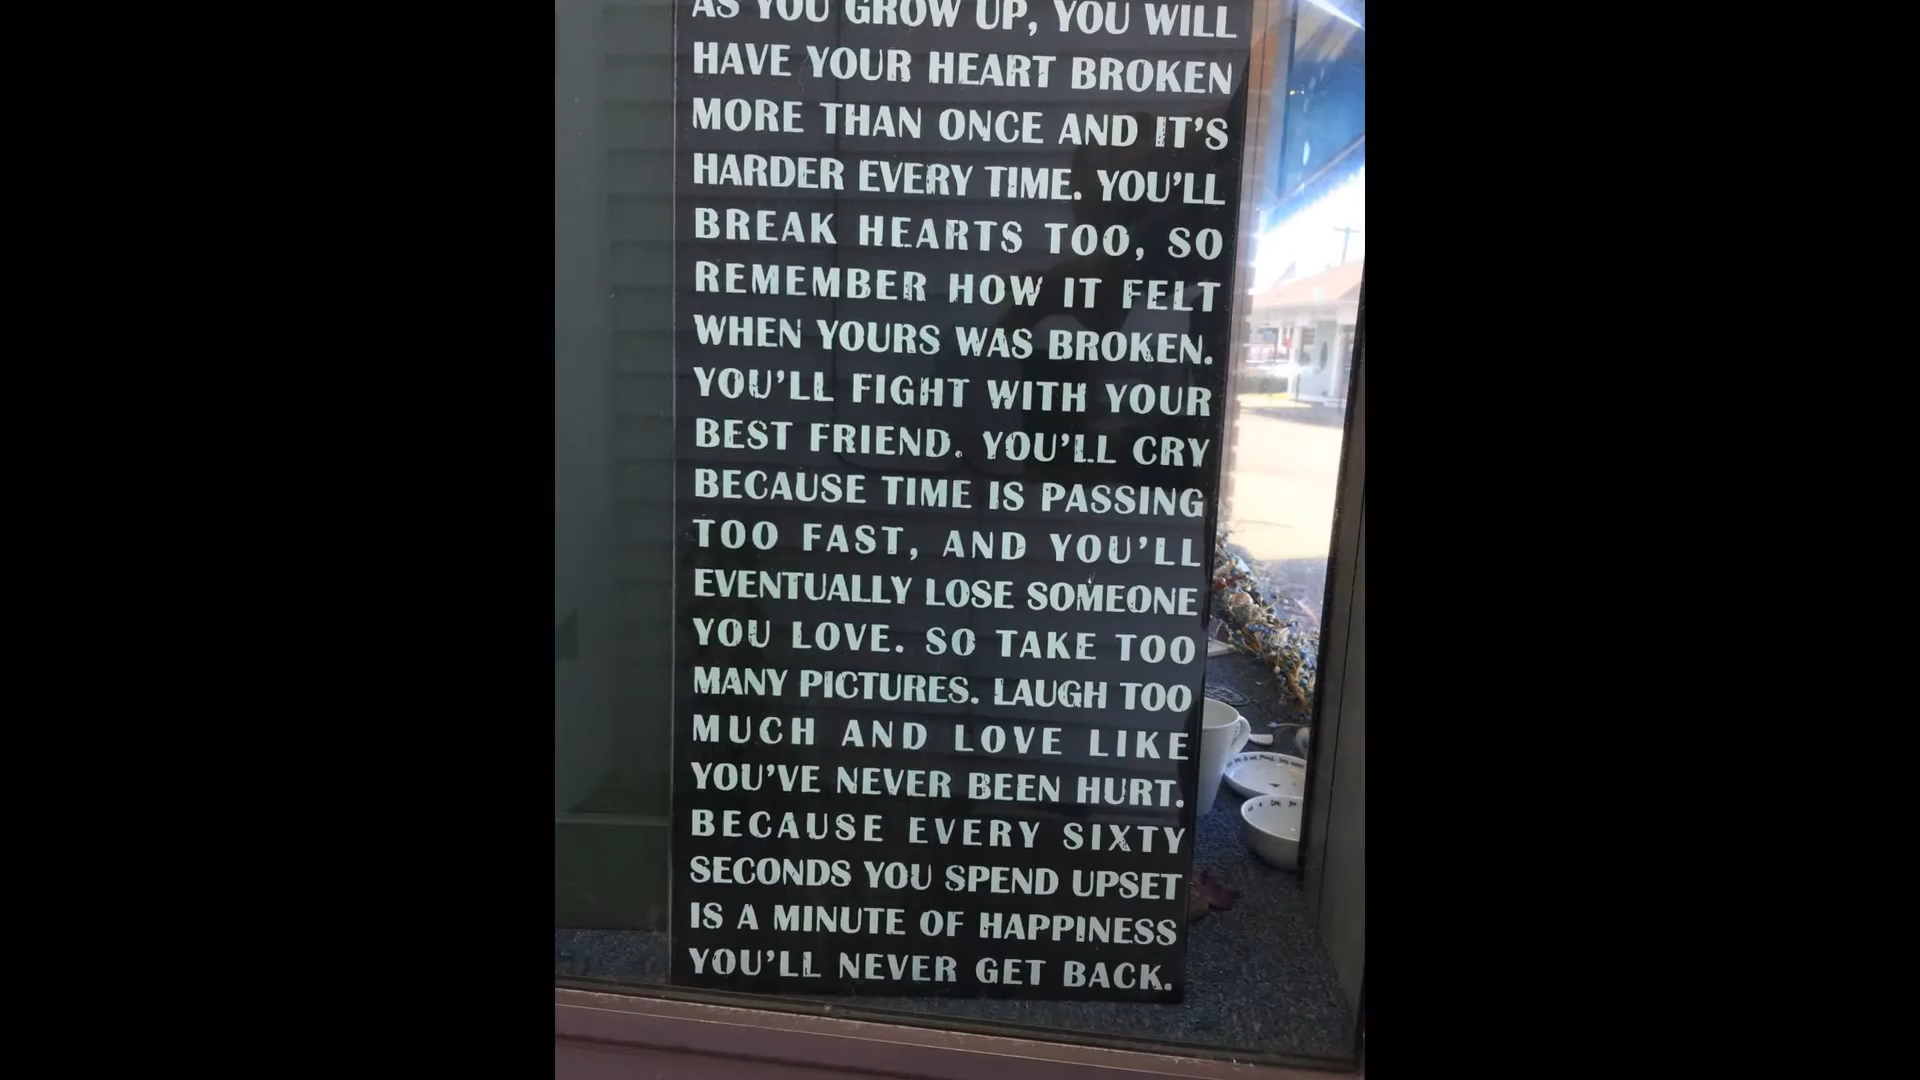 AS YOU GROW UP, YOU WILL
HAVE YOUR HEART BROKEN
MORE THAN ONCE AND IT'S
HARDER EVERY TIME. YOU'LL
BREAK HEARTS TOO, SO
REMEMBER HOW IT FELT
WHEN YOURS WAS BROKEN.
YOU'LL FIGHT WITH YOUR
BEST FRIEND. YOU'LL CRY
BECAUSE TIME IS PASSING
TOO FAST, AND YOU'LL
EVENTUALLY LOSE SOMEONE
YOU LOVE. SO TAKE TOO
MANY PICTURES. LAUGH TOO
MUCH AND LOVE LIKE
YOU'VE NEVER BEEN HURT.
BECAUSE EVERY SIXTY
SECONDS YOU SPEND UPSET
IS A MINUTE OF HAPPINESS
YOU'LL NEVER GET BACK.